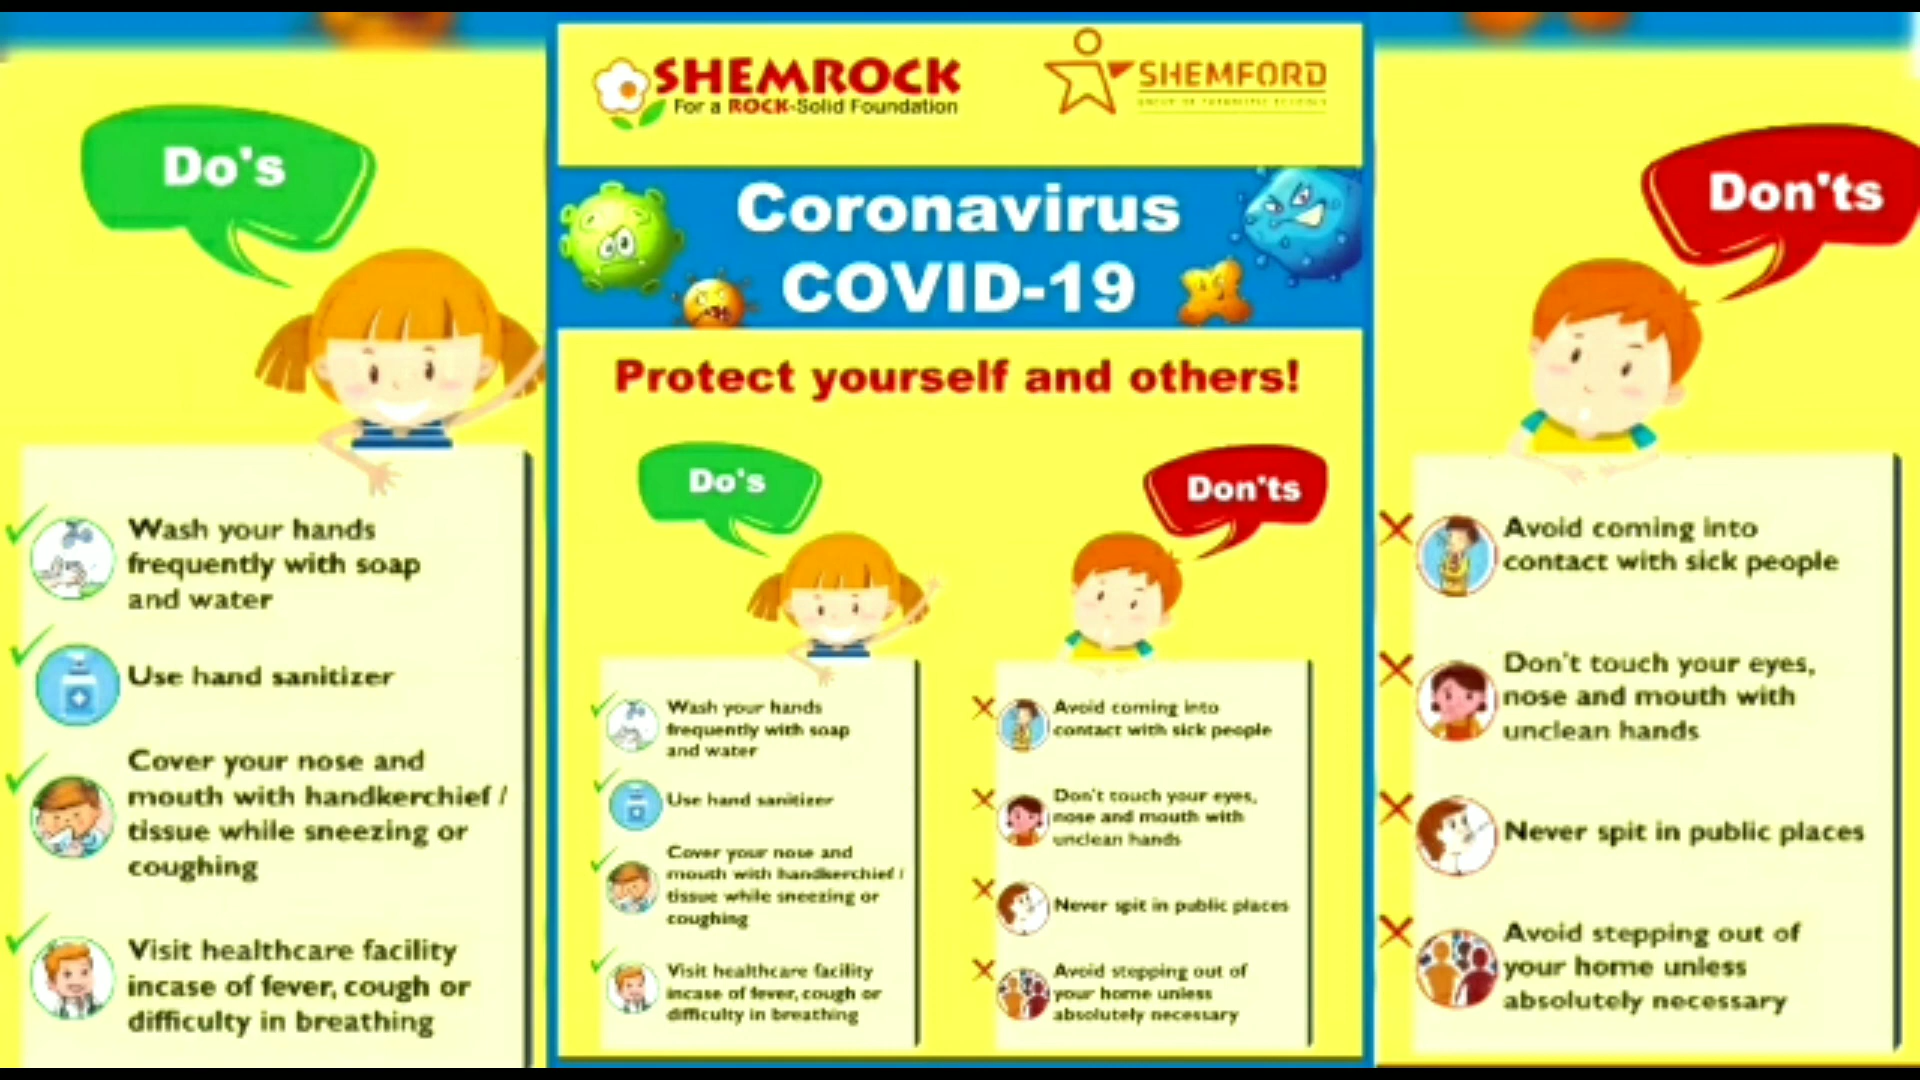 Do's
Wash your hands
frequently with soap
and water
Use hand sanitizer
Cover your nose and
mouth with handkerchief /
tissue while sneezing or
coughing
Visit healthcare facility
incase of fever, cough or
difficulty in breathing
SHEMROCK
For a ROCK-Solid Foundation
SHEMFORD
Coronavirus
COVID-19
Protect yourself and others!
Do's
Wash your hands
frequently with soap
and water
Use hand sanitizer
Cover your nose and
mouth with handkerchief /
tissue while sneezing or
coughing
Visit healthcare facility
incase of fever, cough or
difficulty in breathing
Don'ts
Avoid coming into
contact with sick people
Don't touch your eyes,
nose and mouth with
unclean hands
Never spit in public places
Avoid stepping out of
your home unless
absolutely necessary
Don'ts
Avoid coming into
contact with sick people
Don't touch your eyes,
nose and mouth with
unclean hands
Never spit in public places
Avoid stepping out of
your home unless
absolutely necessary